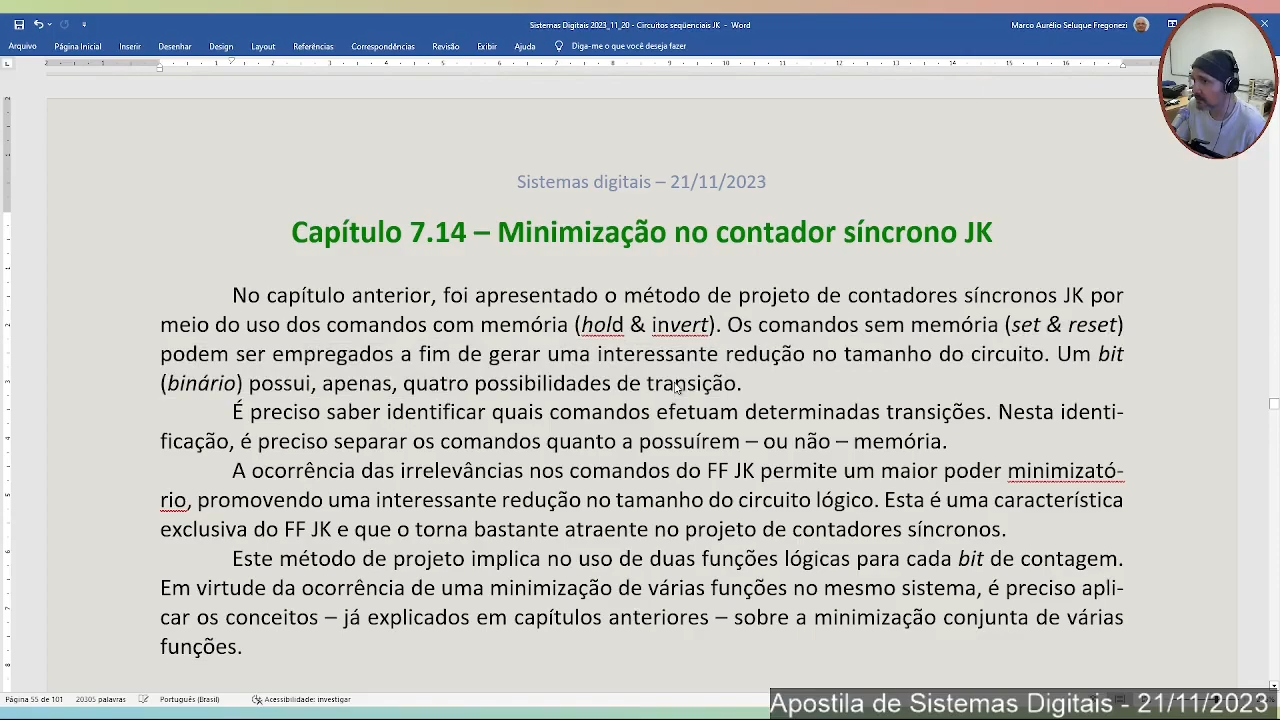 Sistemas Digitais 2023_11_20 - Circuitos seqüenciais JK - Word
Marco Aurélio Seluque Fregonezi
Arquivo Página Inicial Inserir Desenhar Design Layout Referências Correspondências Revisão Exibir Ajuda Diga-me o que você deseja fazer
Sistemas digitais – 21/11/2023
Capítulo 7.14 – Minimização no contador síncrono JK
No capítulo anterior, foi apresentado o método de projeto de contadores síncronos JK por
meio do uso dos comandos com memória (hold & invert). Os comandos sem memória (set & reset)
podem ser empregados a fim de gerar uma interessante redução no tamanho do circuito. Um bit
(binário) possui, apenas, quatro possibilidades de transição.
É preciso saber identificar quais comandos efetuam determinadas transições. Nesta identi-
ficação, é preciso separar os comandos quanto a possuírem – ou não – memória.
A ocorrência das irrelevâncias nos comandos do FF JK permite um maior poder minimizató-
rio, promovendo uma interessante redução no tamanho do circuito lógico. Esta é uma característica
exclusiva do FF JK e que o torna bastante atraente no projeto de contadores síncronos.
Este método de projeto implica no uso de duas funções lógicas para cada bit de contagem.
Em virtude da ocorrência de uma minimização de várias funções no mesmo sistema, é preciso apli-
car os conceitos – já explicados em capítulos anteriores – sobre a minimização conjunta de várias
funções.
Página 55 de 101 20305 palavras Português (Brasil) Acessibilidade: investigar
Apostila de Sistemas Digitais - 21/11/2023